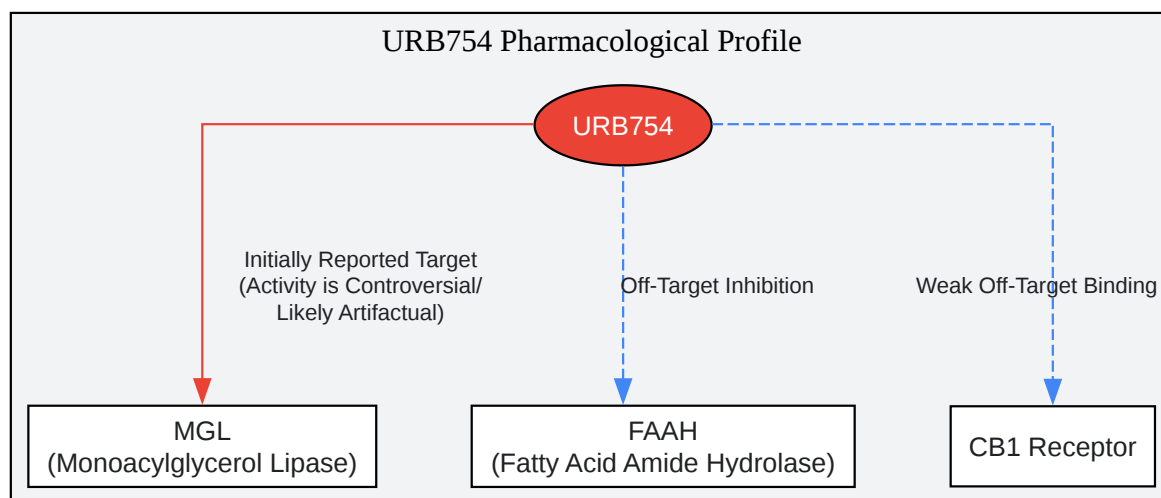 URB754 Pharmacological Profile
URB754
Initially Reported Target
(Activity is Controversial/
Likely Artifactual)
Off-Target Inhibition
Weak Off-Target Binding
MGL
(Monoacylglycerol Lipase)
FAAH
(Fatty Acid Amide Hydrolase)
CB1 Receptor